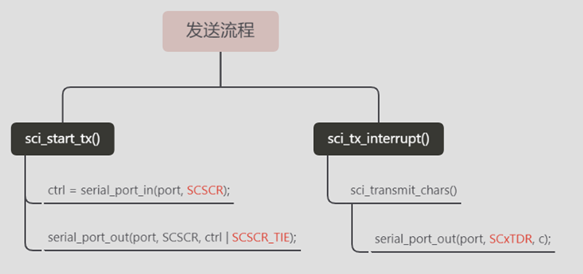 发送流程
sci_start_tx()
ctrl = serial_port_in(port, SCSCR);
serial_port_out(port, SCSCR, ctrl | SCSCR_TIE);
sci_tx_interrupt()
sci_transmit_chars()
serial_port_out(port, SCxTDR, c);